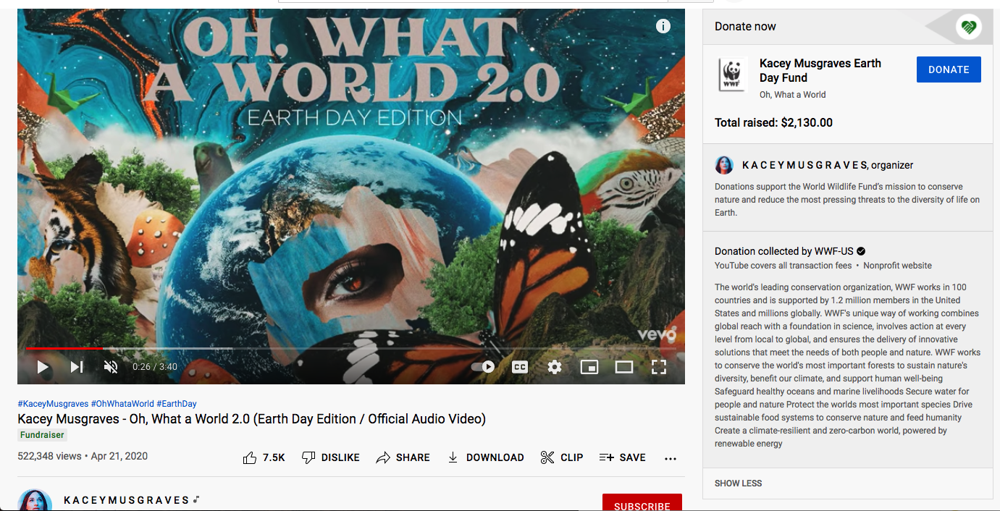 OH, WHAT
A WORLD 2.0
EARTH DAY EDITION
vevo
0:26 / 3:40
CC
#KaceyMusgraves #OhWhataWorld #EarthDay
Kacey Musgraves - Oh, What a World 2.0 (Earth Day Edition / Official Audio Video)
Fundraiser
522,348 views • Apr 21, 2020
7.5K DISLIKE SHARE DOWNLOAD CLIP SAVE
K A C E Y M U S G R A V E S
SUBSCRIBE
Donate now
WWF
Kacey Musgraves Earth
Day Fund
Oh, What a World
DONATE
Total raised: $2,130.00
K A C E Y M U S G R A V E S, organizer
Donations support the World Wildlife Fund's mission to conserve
nature and reduce the most pressing threats to the diversity of life on
Earth.
Donation collected by WWF-US
YouTube covers all transaction fees • Nonprofit website
The world's leading conservation organization, WWF works in 100
countries and is supported by 1.2 million members in the United
States and millions globally. WWF's unique way of working combines
global reach with a foundation in science, involves action at every
level from local to global, and ensures the delivery of innovative
solutions that meet the needs of both people and nature. WWF works
to conserve the world's most important forests to sustain nature's
diversity, benefit our climate, and support human well-being
Safeguard healthy oceans and marine livelihoods Secure water for
people and nature Protect the worlds most important species Drive
sustainable food systems to conserve nature and feed humanity
Create a climate-resilient and zero-carbon world, powered by
renewable energy
SHOW LESS